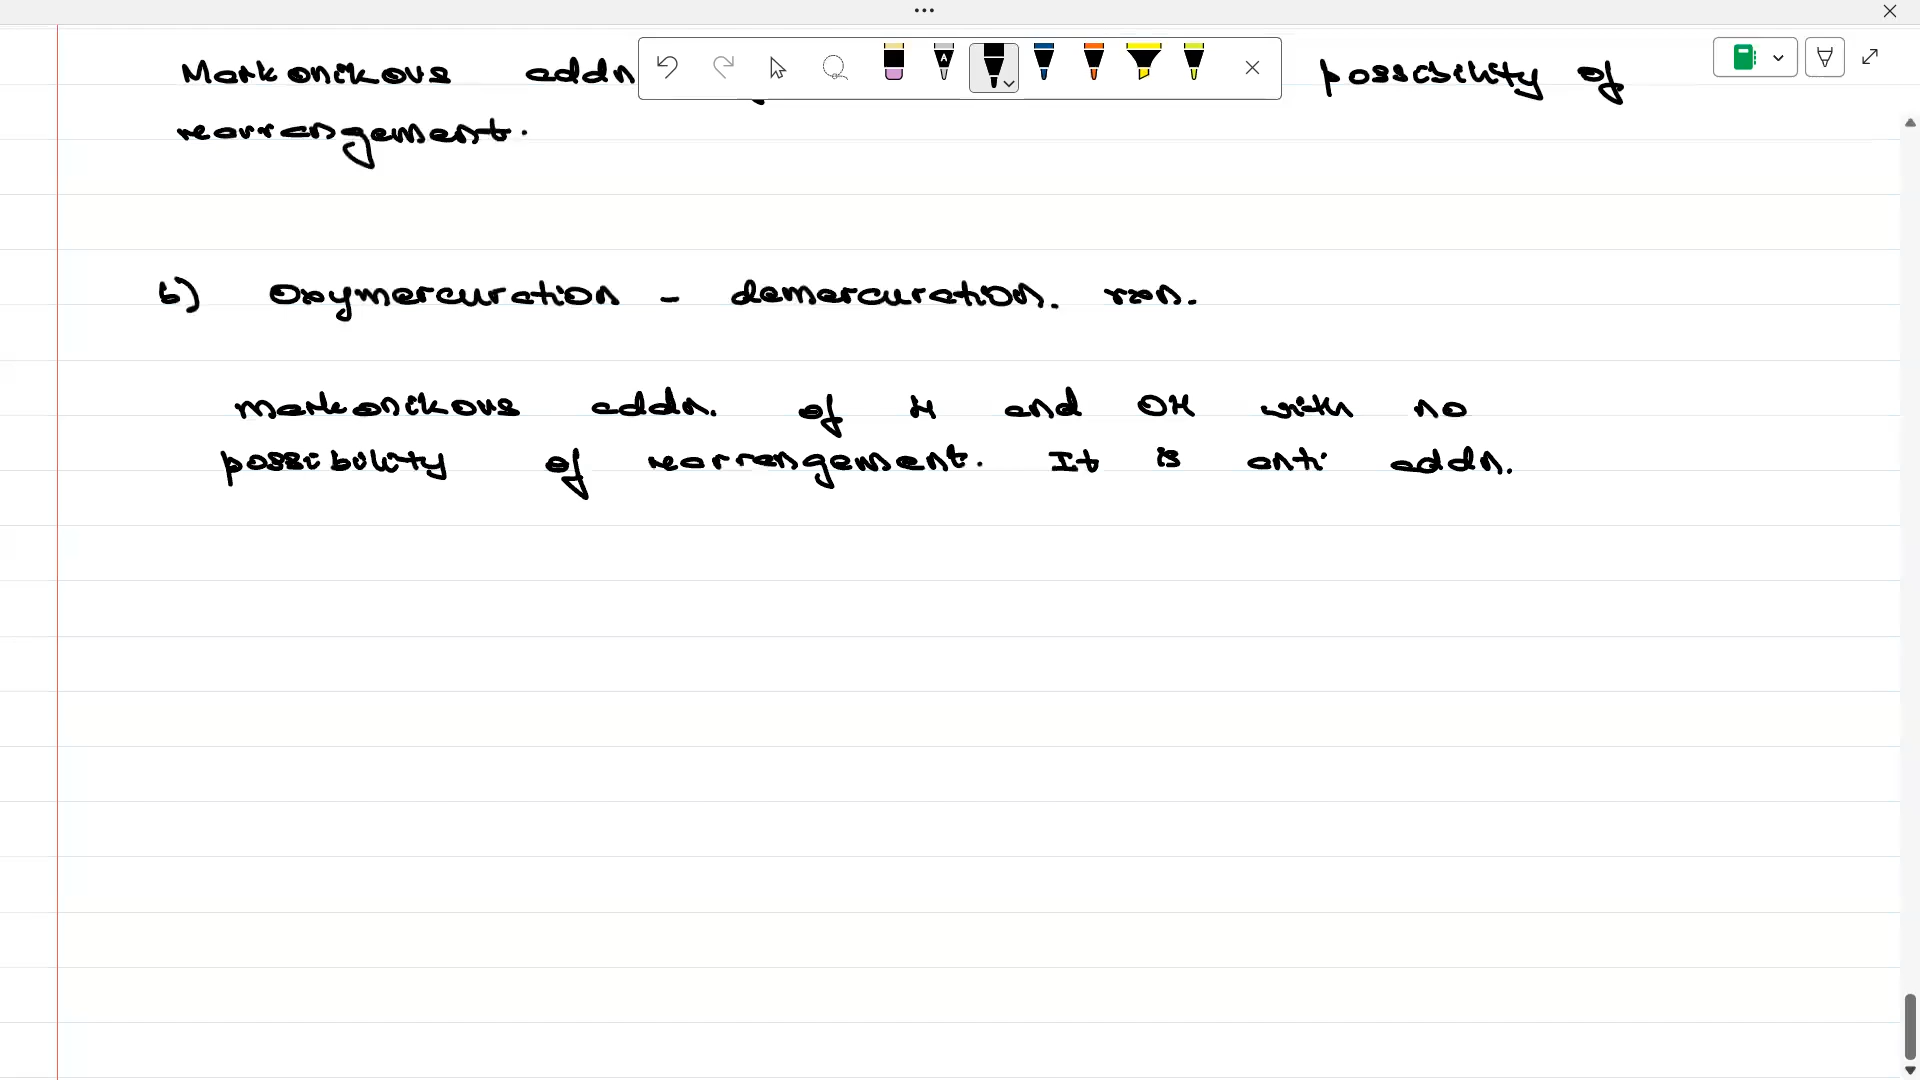 Markonikovs addn possibility of
rearrangement.
b) Oxymercuration - demercuration. rxn.
markonikovs addn. of H and OH with no
possibility of rearrangement. It is anti addn.